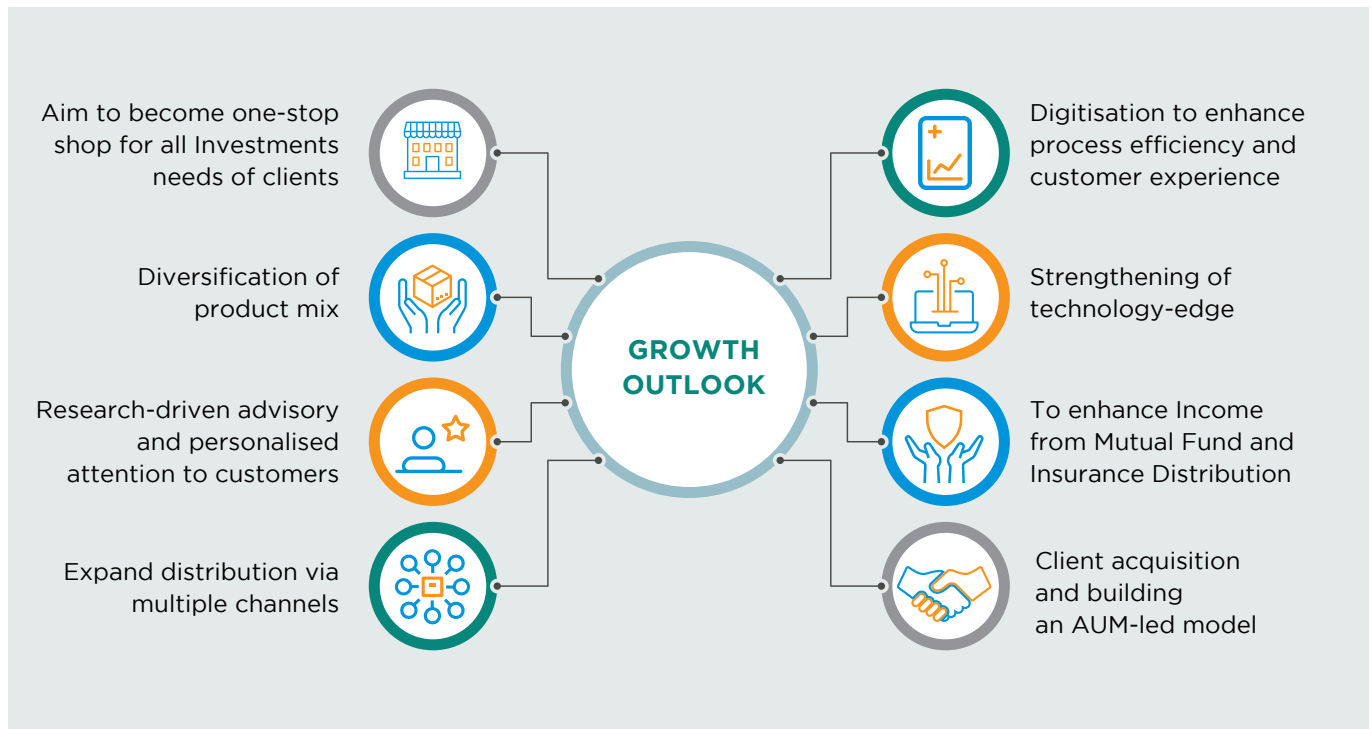 Aim to become one-stop
shop for all Investments
needs of clients
Diversification of
product mix
Research-driven advisory
and personalised
attention to customers
Expand distribution via
multiple channels
GROWTH
OUTLOOK
Digitisation to enhance
process efficiency and
customer experience
Strengthening of
technology-edge
To enhance Income
from Mutual Fund and
Insurance Distribution
Client acquisition
and building
an AUM-led model